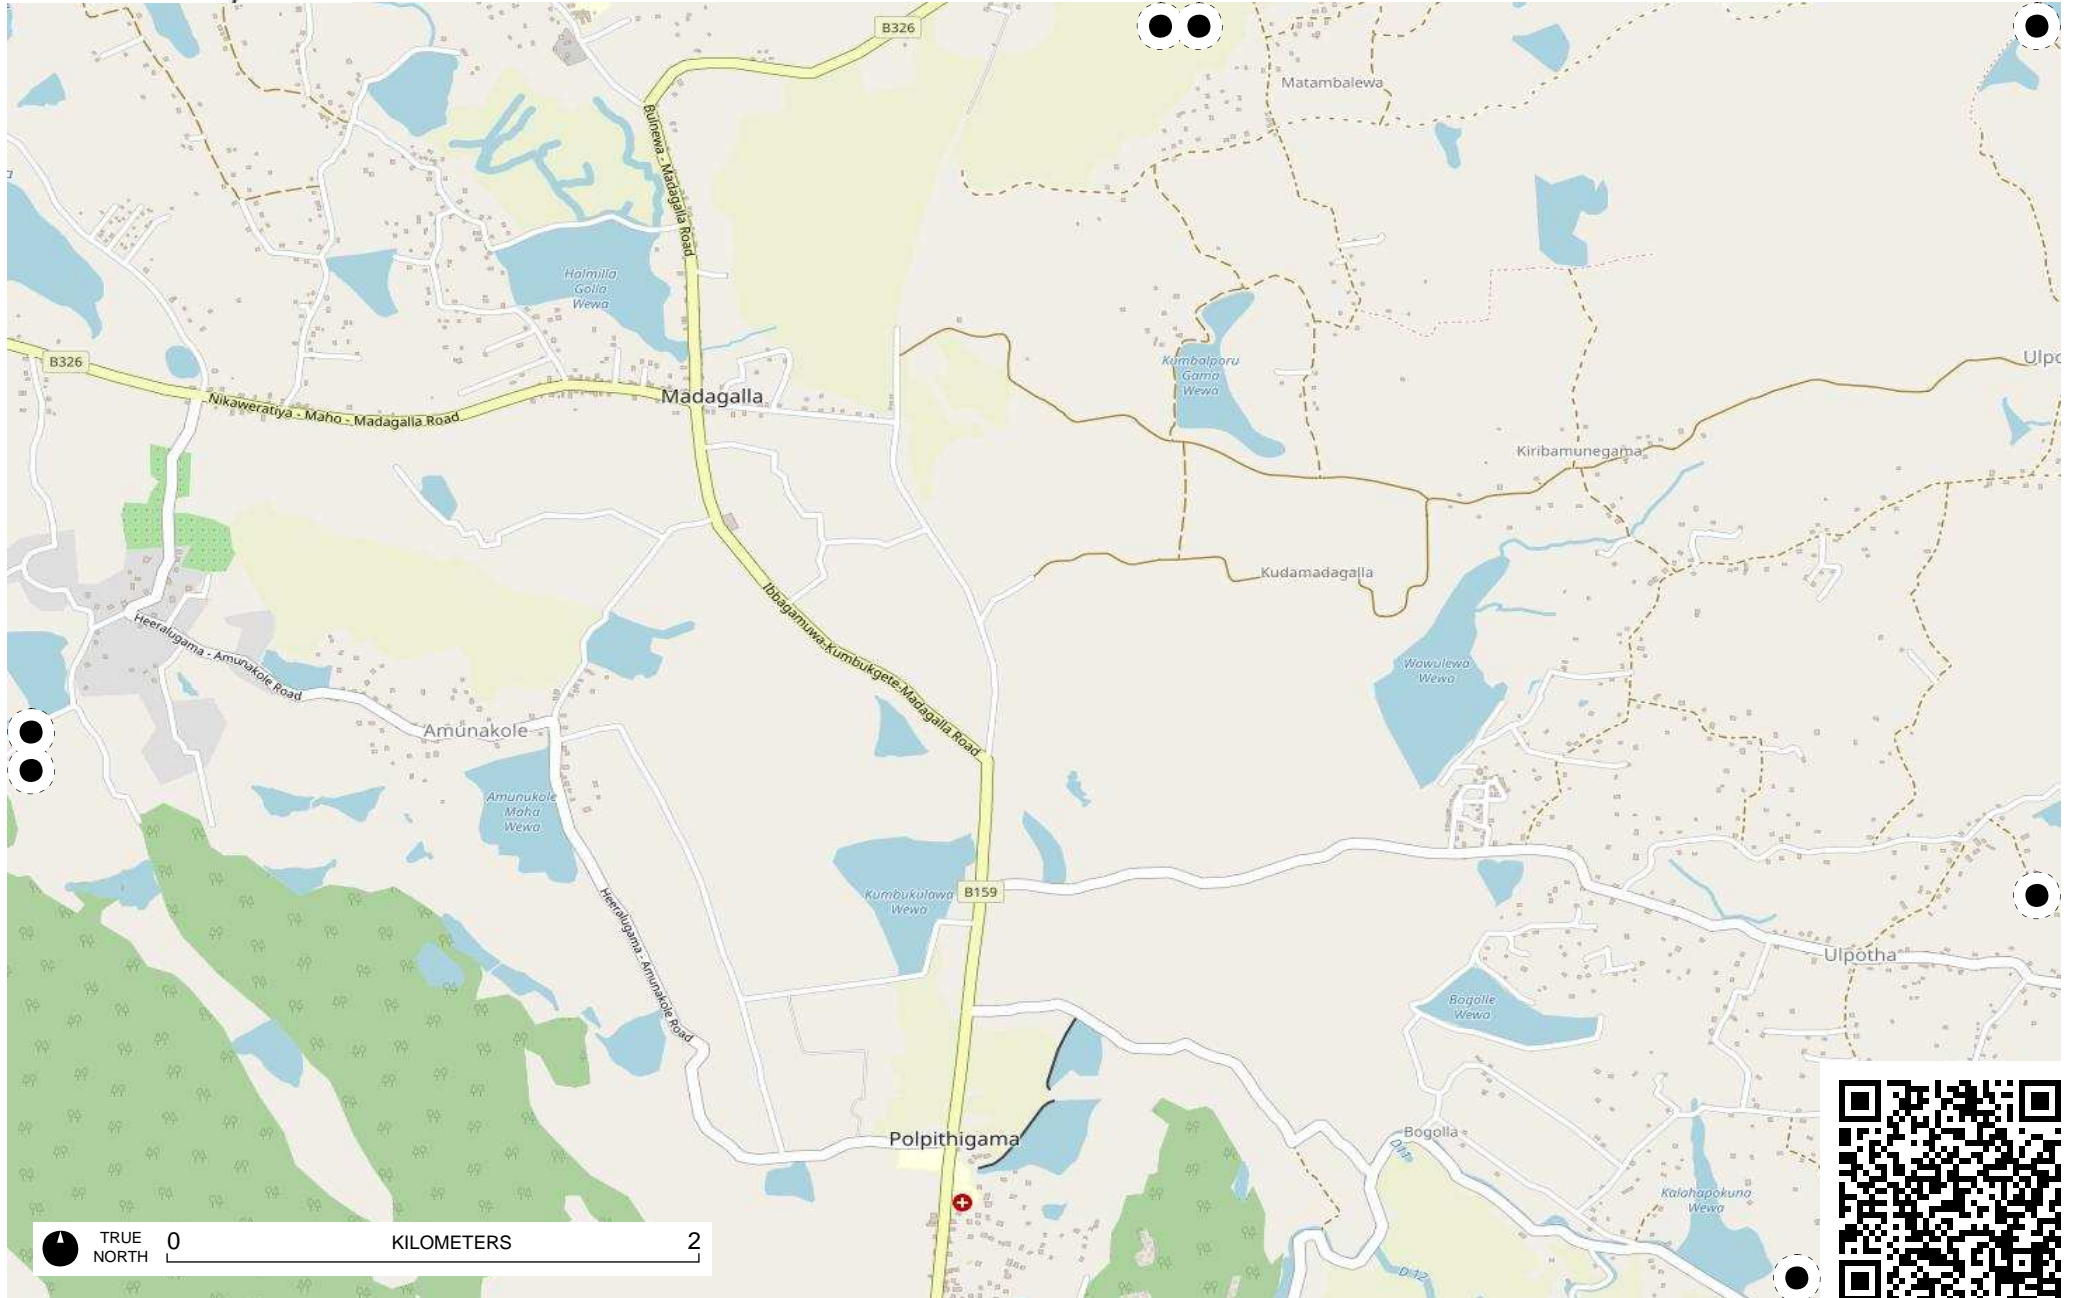 B326
Matambalewa
Bulnewa - Madagalla Road
Halmilla
Golla
Wewa
B326
Kumbalporu
Gama
Wewa
Madagalla
Nikaweratiya - Maho - Madagalla Road
Kiribamunegama
Kudamadagalla
Ibbagamuwa-Kumbukgete-Madagalla Road
Heeralugama - Amunakole Road
Wawulewa
Wewa
Amunakole
Amunukole
Maha
Wewa
Kumbukulawa
Wewa
B159
Heeralugama - Amunakole Road
Ulpotha
Bogolle
Wewa
Polpithigama
Bogolla
D 11
Kalahapokuna
Wewa
D 12
TRUE
NORTH
0 KILOMETERS 2